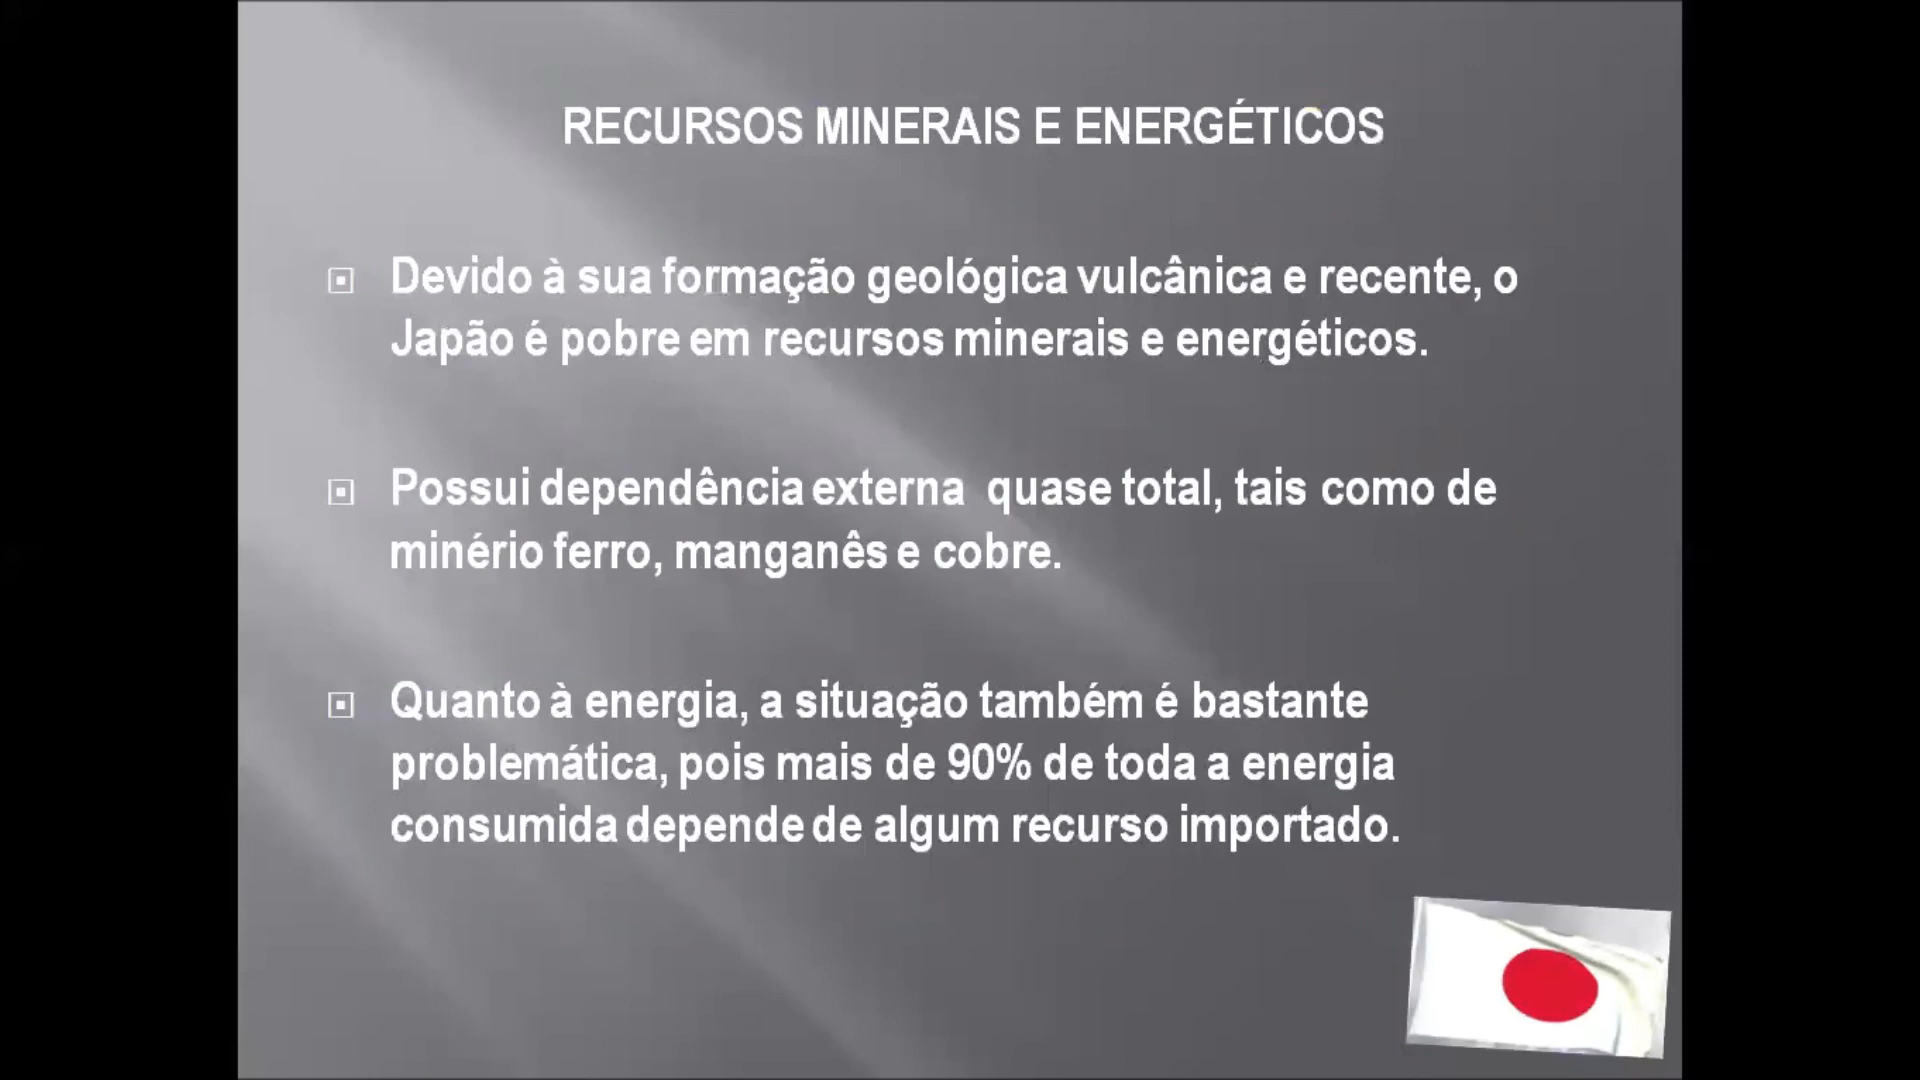 RECURSOS MINERAIS E ENERGÉTICOS
Devido à sua formação geológica vulcânica e recente, o
Japão é pobre em recursos minerais e energéticos.
Possui dependência externa quase total, tais como de
minério ferro, manganês e cobre.
Quanto à energia, a situação também é bastante
problemática, pois mais de 90% de toda a energia
consumida depende de algum recurso importado.